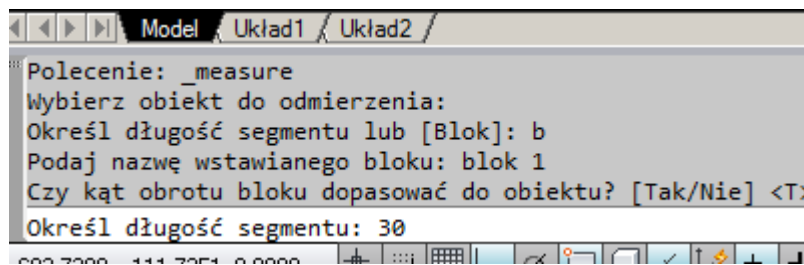 Model Układ1 Układ2
Polecenie: _measure
Wybierz obiekt do odmierzenia:
Określ długość segmentu lub [Blok]: b
Podaj nazwę wstawianego bloku: blok 1
Czy kąt obrotu bloku dopasować do obiektu? [Tak/Nie] <T>
Określ długość segmentu: 30